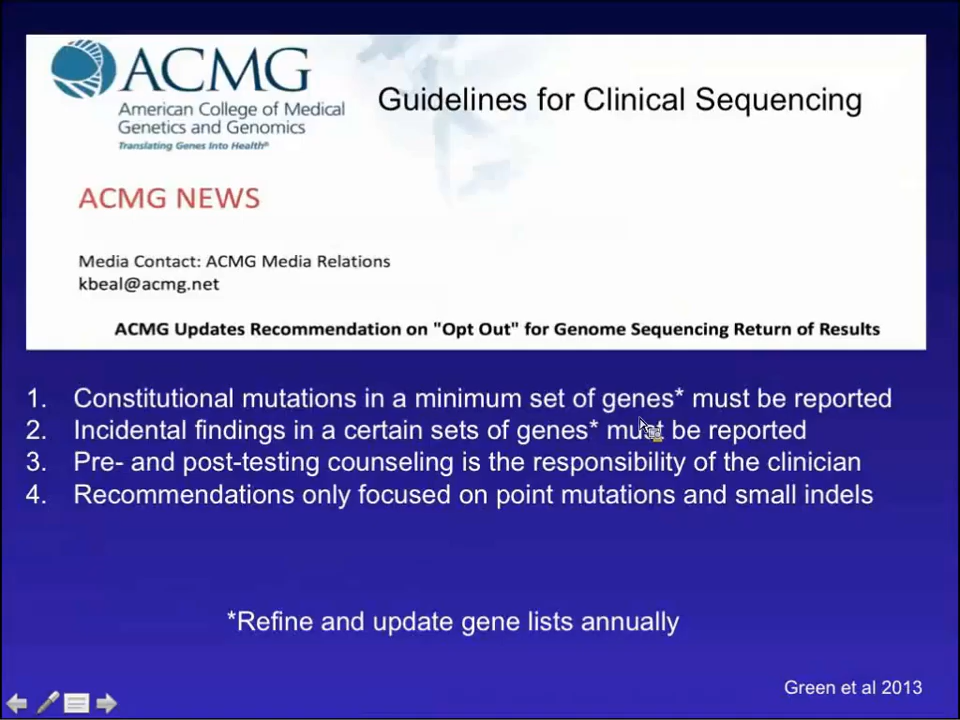 ACMG
American College of Medical
Genetics and Genomics
Translating Genes Into Health®
Guidelines for Clinical Sequencing
ACMG NEWS
Media Contact: ACMG Media Relations
kbeal@acmg.net
ACMG Updates Recommendation on "Opt Out" for Genome Sequencing Return of Results
1. Constitutional mutations in a minimum set of genes* must be reported
2. Incidental findings in a certain sets of genes* must be reported
3. Pre- and post-testing counseling is the responsibility of the clinician
4. Recommendations only focused on point mutations and small indels
*Refine and update gene lists annually
Green et al 2013